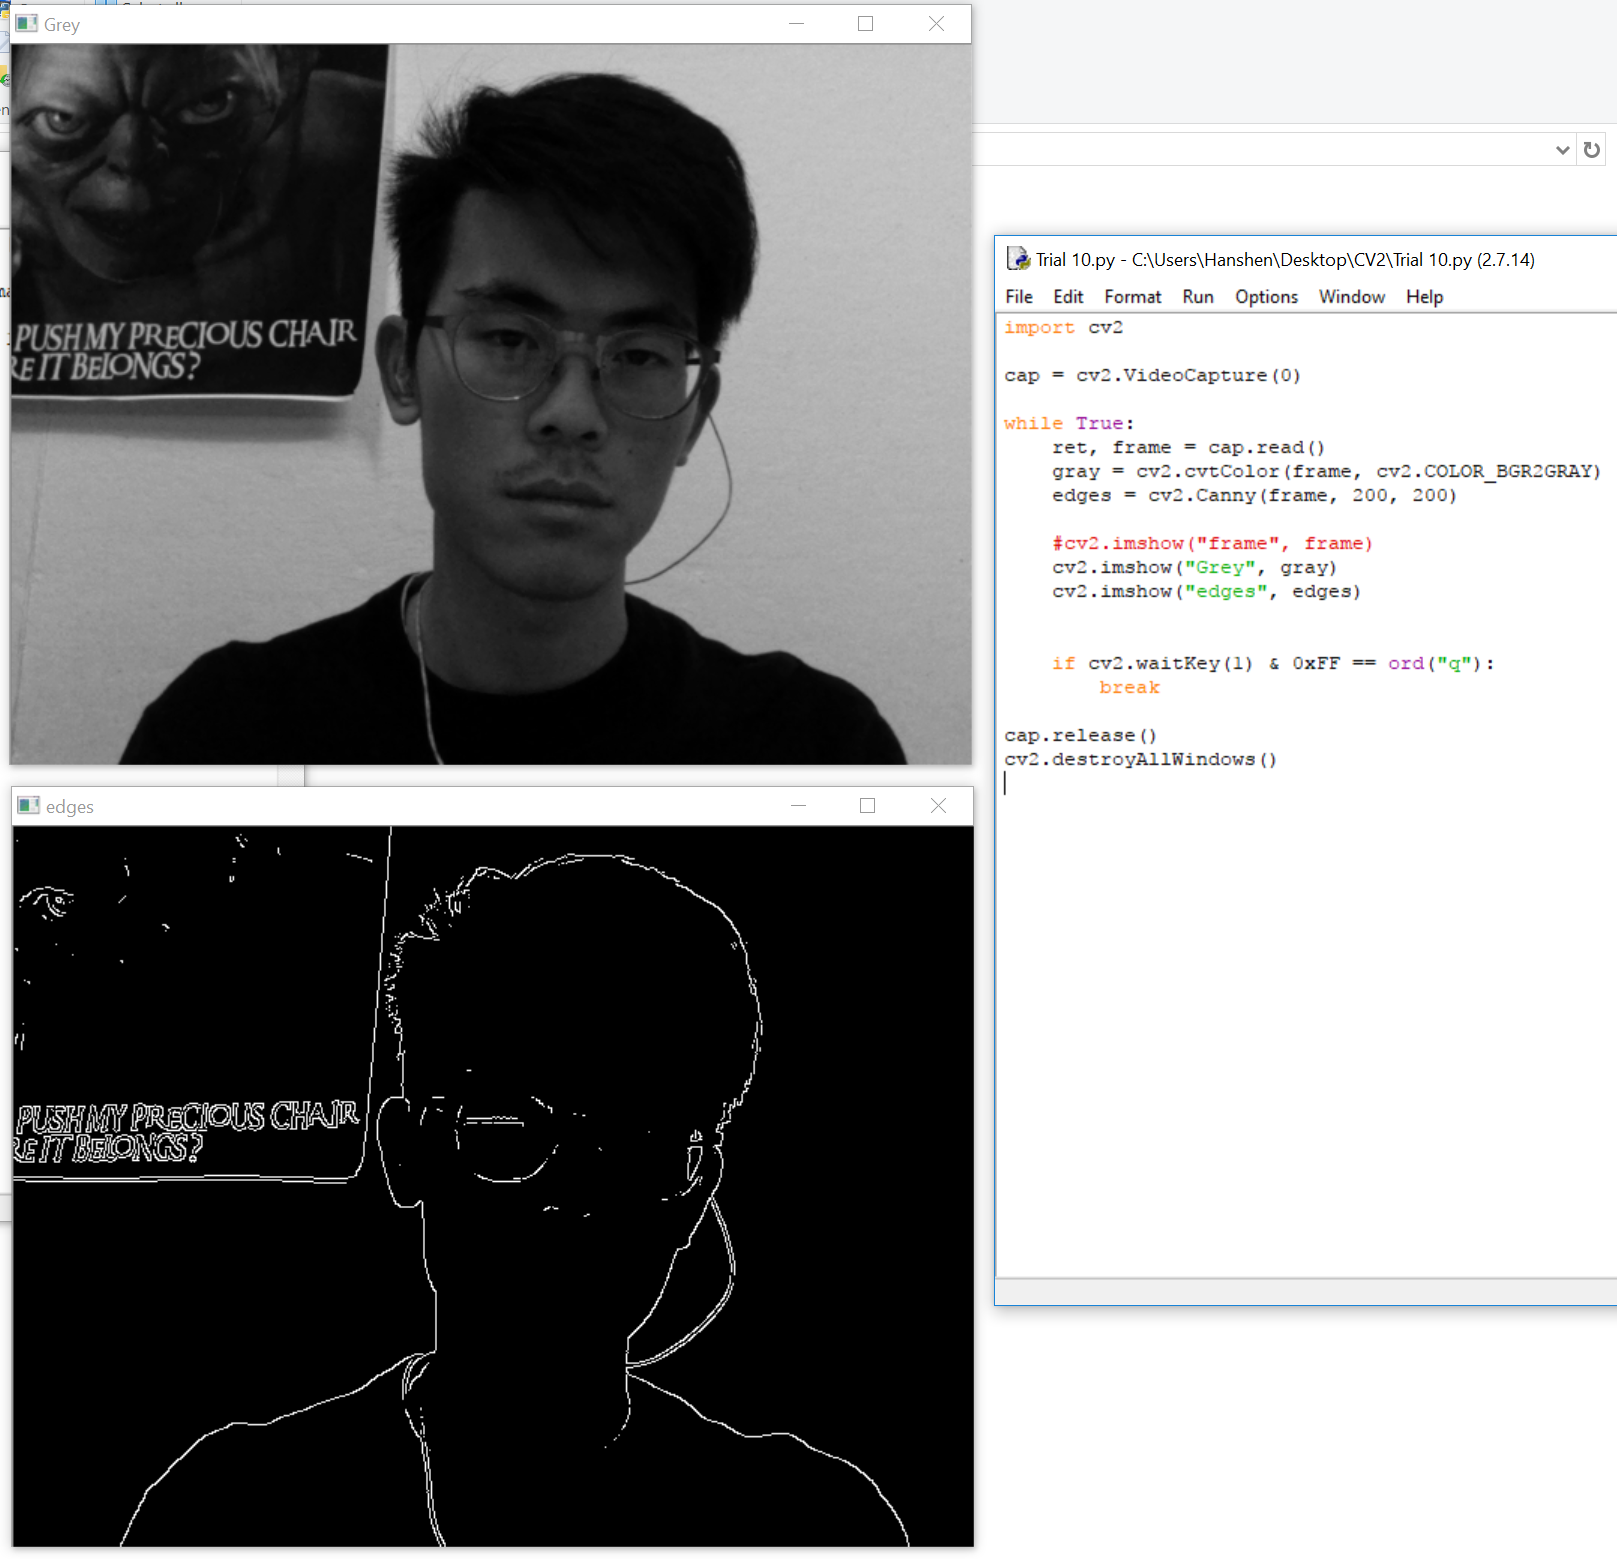 Grey
PUSH MY PRECIOUS CHAIR
RE IT BELONGS?
Trial 10.py - C:\Users\Hanshen\Desktop\CV2\Trial 10.py (2.7.14)
File Edit Format Run Options Window Help
import cv2
cap = cv2.VideoCapture(0)
while True:
ret, frame = cap.read()
gray = cv2.cvtColor(frame, cv2.COLOR_BGR2GRAY)
edges = cv2.Canny(frame, 200, 200)
#cv2.imshow("frame", frame)
cv2.imshow("Grey", gray)
cv2.imshow("edges", edges)
if cv2.waitKey(1) & 0xFF == ord("q"):
break
cap.release()
cv2.destroyAllWindows()
edges
PUSH MY PRECIOUS CHAIR
RE IT BELONGS?